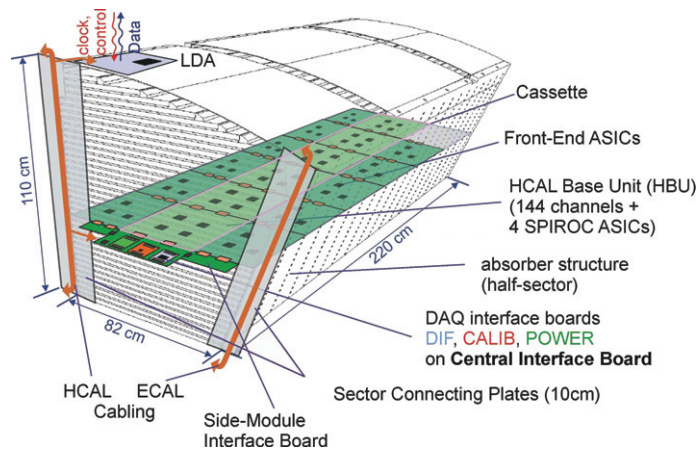 clock,
control
Data
LDA
Cassette
Front-End ASICs
110 cm
HCAL Base Unit (HBU)
(144 channels +
4 SPIROC ASICs)
220 cm
absorber structure
(half-sector)
82 cm
DAQ interface boards
DIF, CALIB, POWER
on Central Interface Board
HCAL ECAL
Cabling
Sector Connecting Plates (10cm)
Side-Module
Interface Board